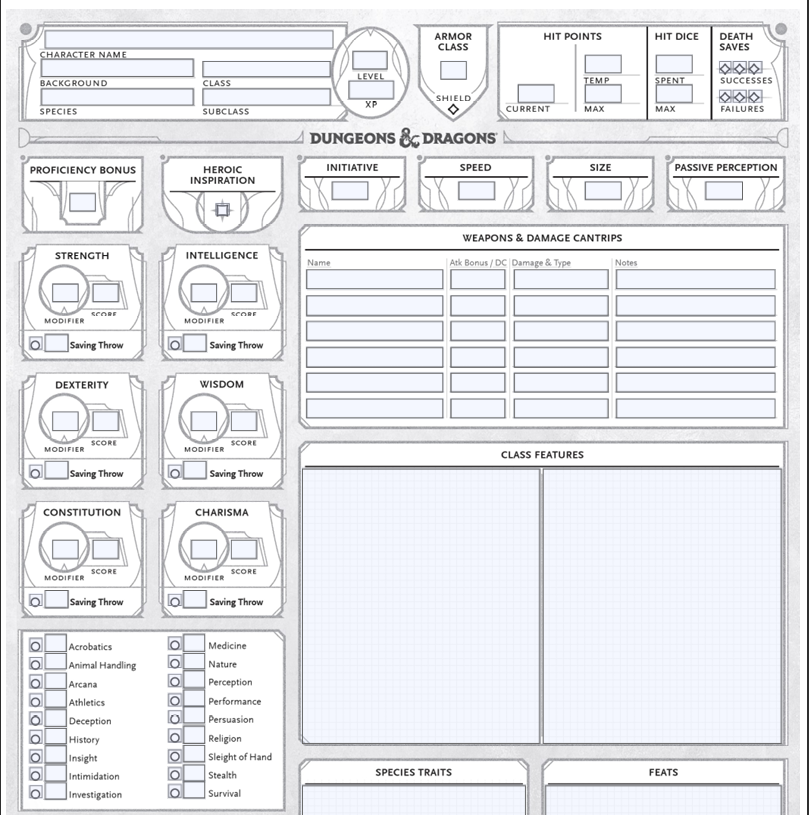 CHARACTER NAME
BACKGROUND CLASS
SPECIES SUBCLASS
LEVEL
XP
ARMOR
CLASS
SHIELD
HIT POINTS
CURRENT
TEMP
MAX
HIT DICE
SPENT
MAX
DEATH
SAVES
SUCCESSES
FAILURES
DUNGEONS & DRAGONS
PROFICIENCY BONUS
HEROIC
INSPIRATION
INITIATIVE
SPEED
SIZE
PASSIVE PERCEPTION
STRENGTH
SCORE
MODIFIER
Saving Throw
INTELLIGENCE
SCORE
MODIFIER
Saving Throw
DEXTERITY
SCORE
MODIFIER
Saving Throw
WISDOM
SCORE
MODIFIER
Saving Throw
CONSTITUTION
SCORE
MODIFIER
Saving Throw
CHARISMA
SCORE
MODIFIER
Saving Throw
Acrobatics
Animal Handling
Arcana
Athletics
Deception
History
Insight
Intimidation
Investigation
Medicine
Nature
Perception
Performance
Persuasion
Religion
Sleight of Hand
Stealth
Survival
WEAPONS & DAMAGE CANTRIPS
Name Atk Bonus / DC Damage & Type Notes
CLASS FEATURES
SPECIES TRAITS
FEATS